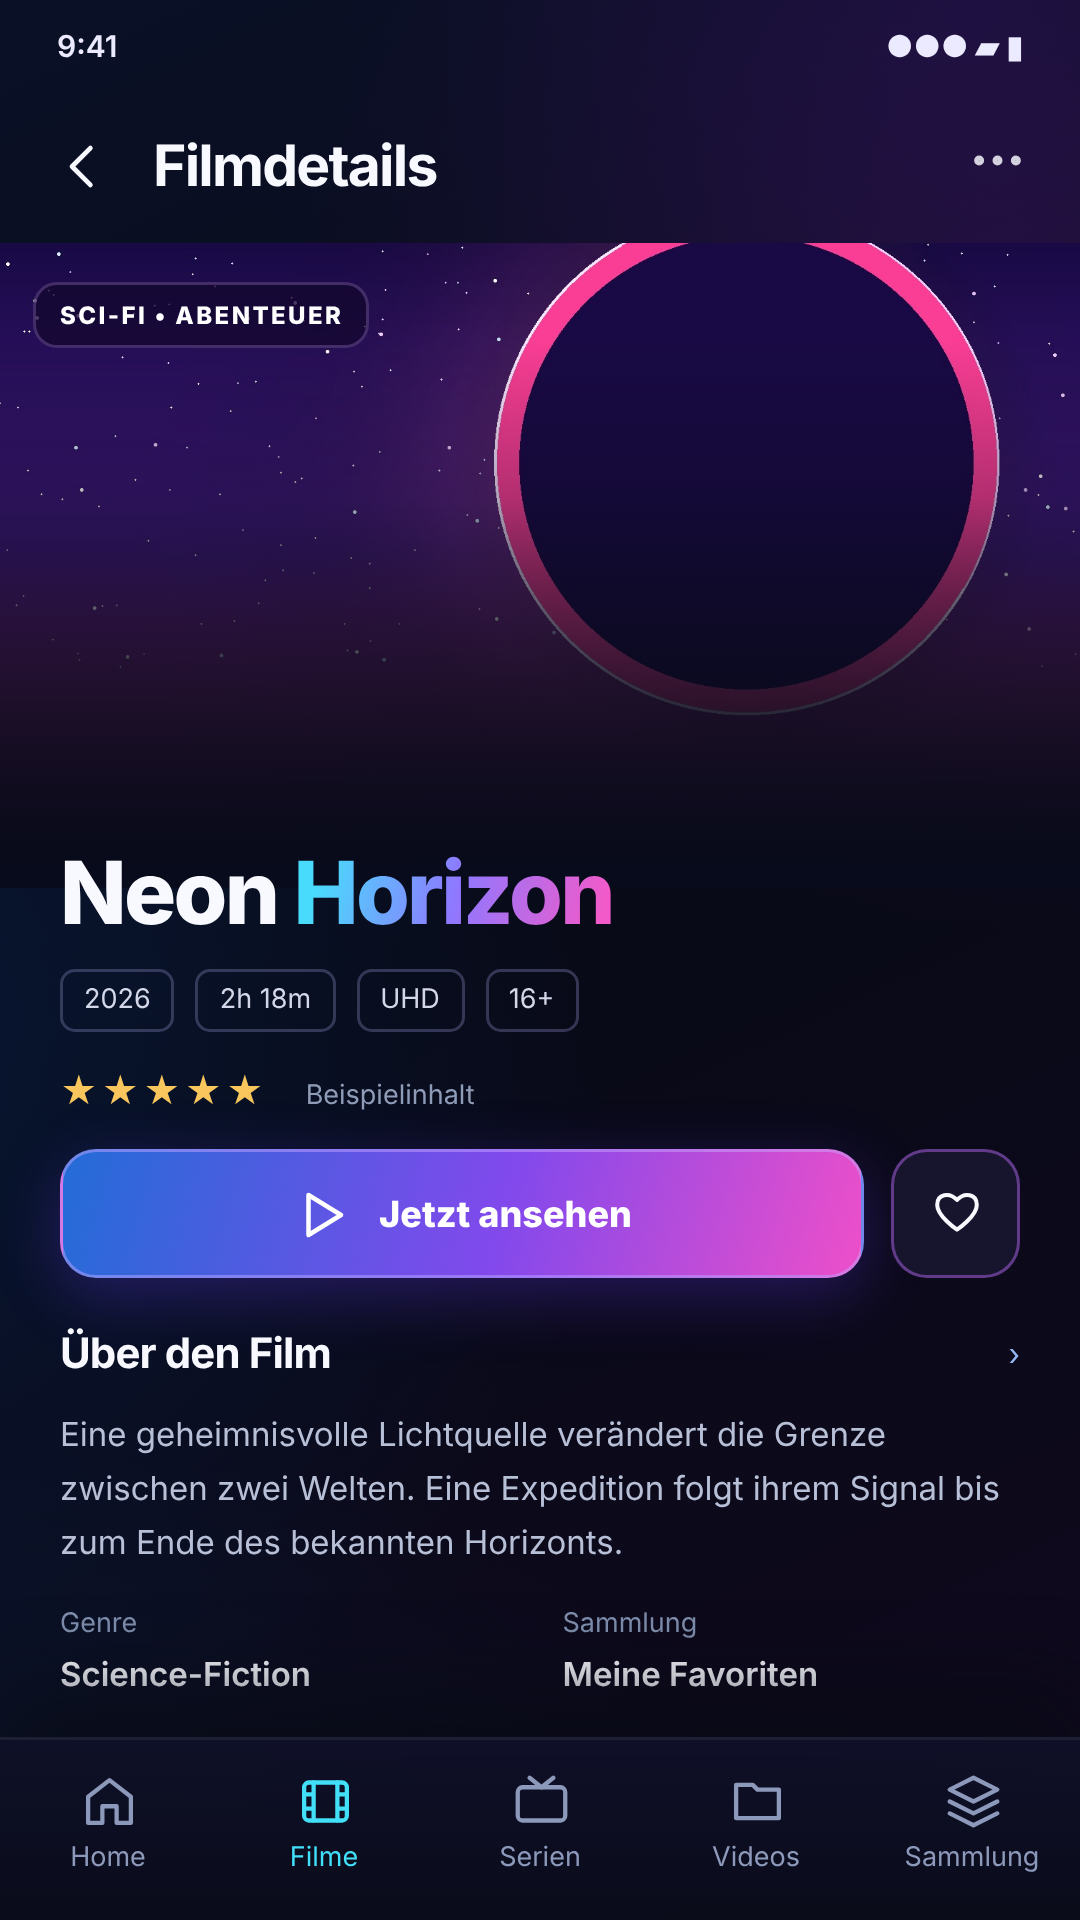 9:41
Filmdetails
SCI-FI • ABENTEUER
Neon Horizon
2026 2h 18m UHD 16+
★★★★★ Beispielinhalt
Jetzt ansehen
Über den Film ›
Eine geheimnisvolle Lichtquelle verändert die Grenze
zwischen zwei Welten. Eine Expedition folgt ihrem Signal bis
zum Ende des bekannten Horizonts.
Genre Sammlung
Science-Fiction Meine Favoriten
Home Filme Serien Videos Sammlung